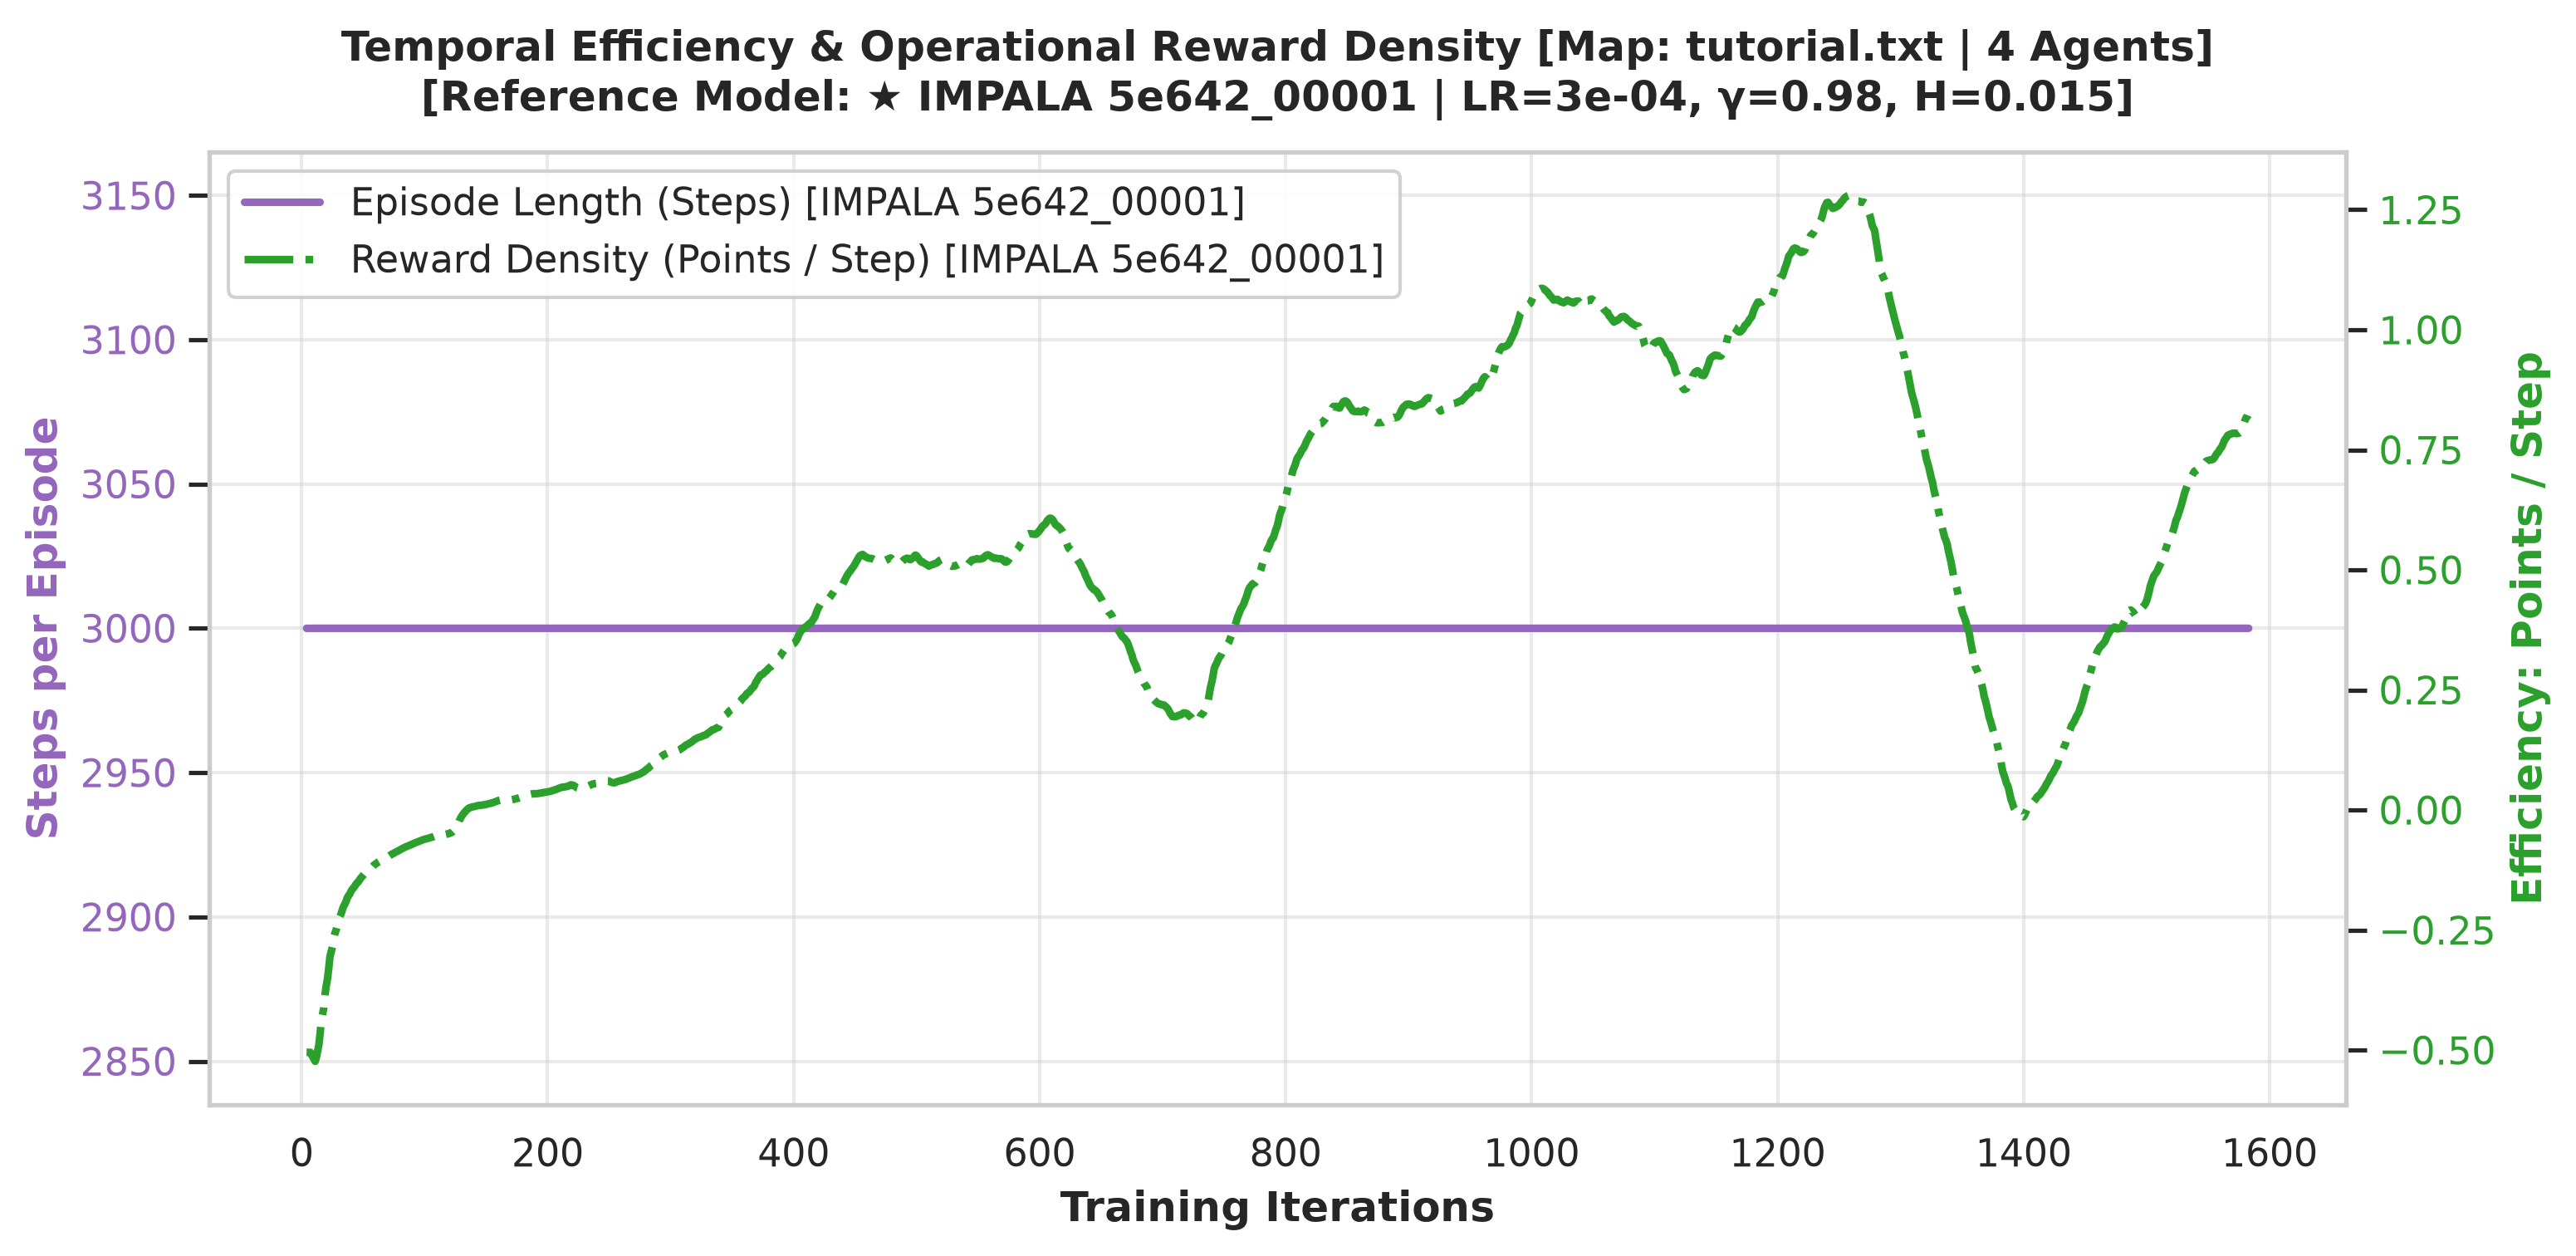 Temporal Efficiency & Operational Reward Density [Map: tutorial.txt | 4 Agents]
[Reference Model: ★ IMPALA 5e642_00001 | LR=3e-04, γ=0.98, H=0.015]
Episode Length (Steps) [IMPALA 5e642_00001]
Reward Density (Points / Step) [IMPALA 5e642_00001]
Steps per Episode
3150
3100
3050
3000
2950
2900
2850
1.25
1.00
0.75
0.50
0.25
0.00
−0.25
−0.50
Efficiency: Points / Step
0 200 400 600 800 1000 1200 1400 1600
Training Iterations